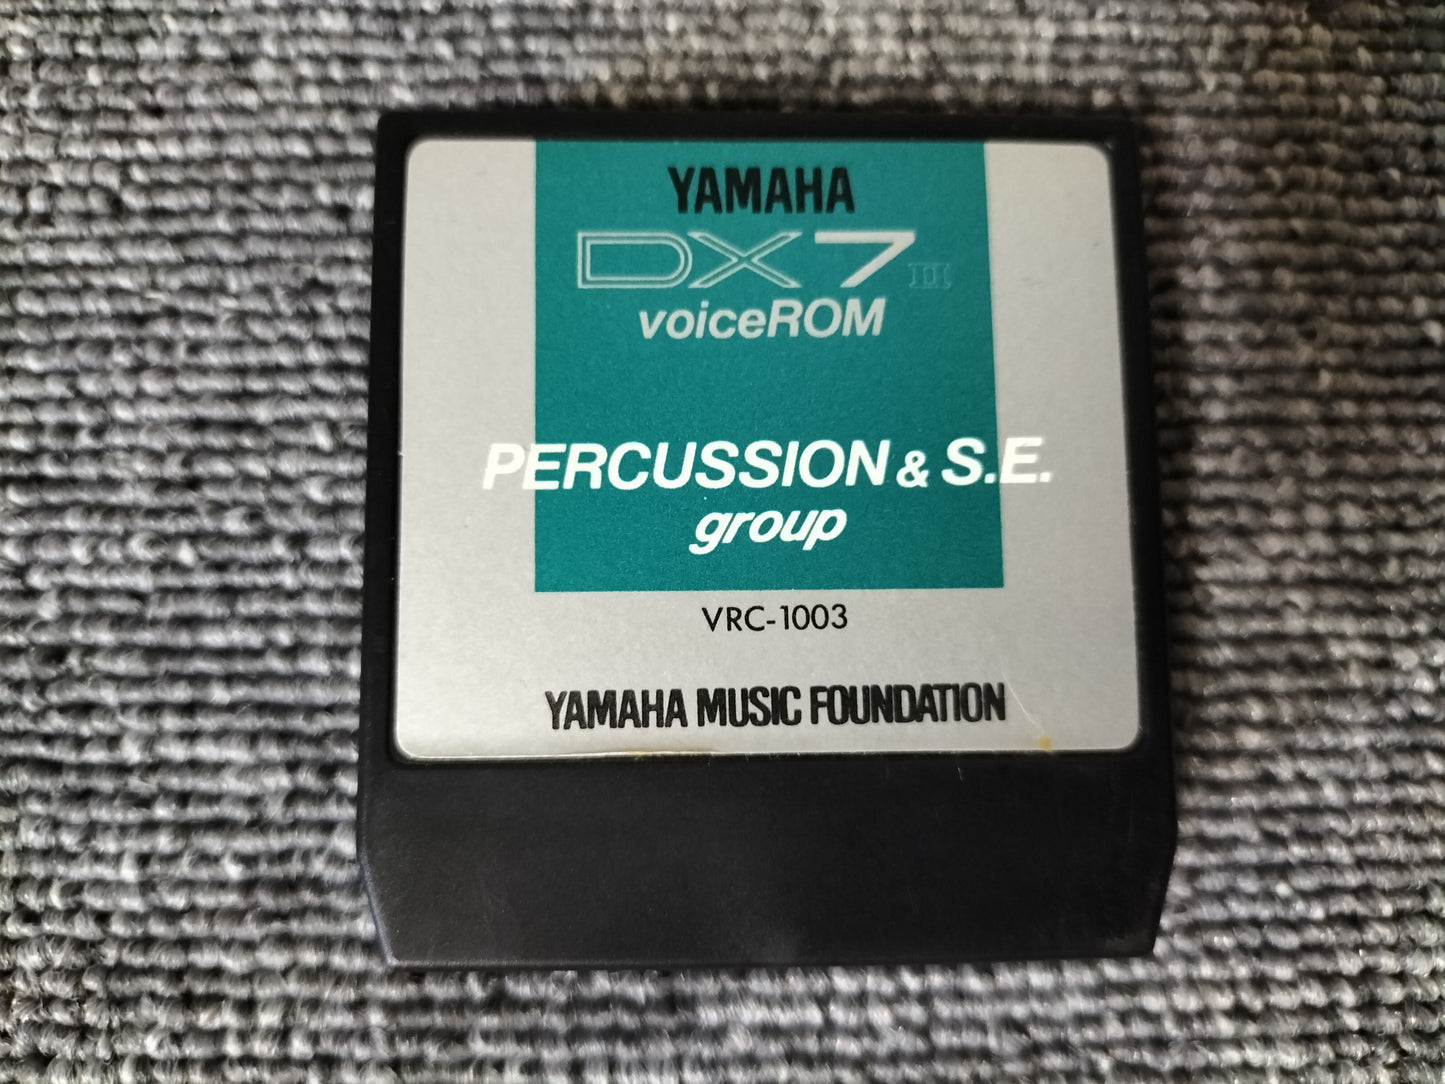 YAMAHA
DX7 II
voiceROM
PERCUSSION & S.E.
group
VRC-1003
YAMAHA MUSIC FOUNDATION